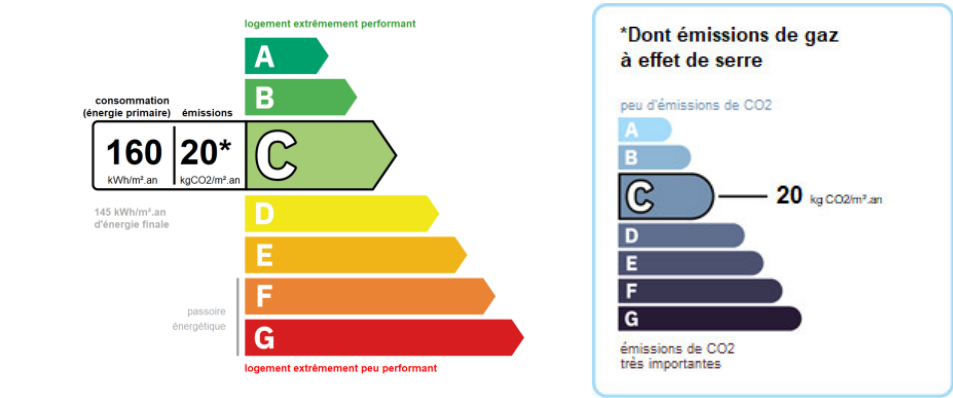 logement extrêmement performant
A
B
consommation
(énergie primaire) émissions
160 20* C
kWh/m².an kgCO2/m².an
145 kWh/m².an
d'énergie finale
D
E
F
passoire
énergétique
G
logement extrêmement peu performant
*Dont émissions de gaz
à effet de serre
peu d'émissions de CO2
A
B
C 20 kg CO2/m².an
D
E
F
G
émissions de CO2
très importantes